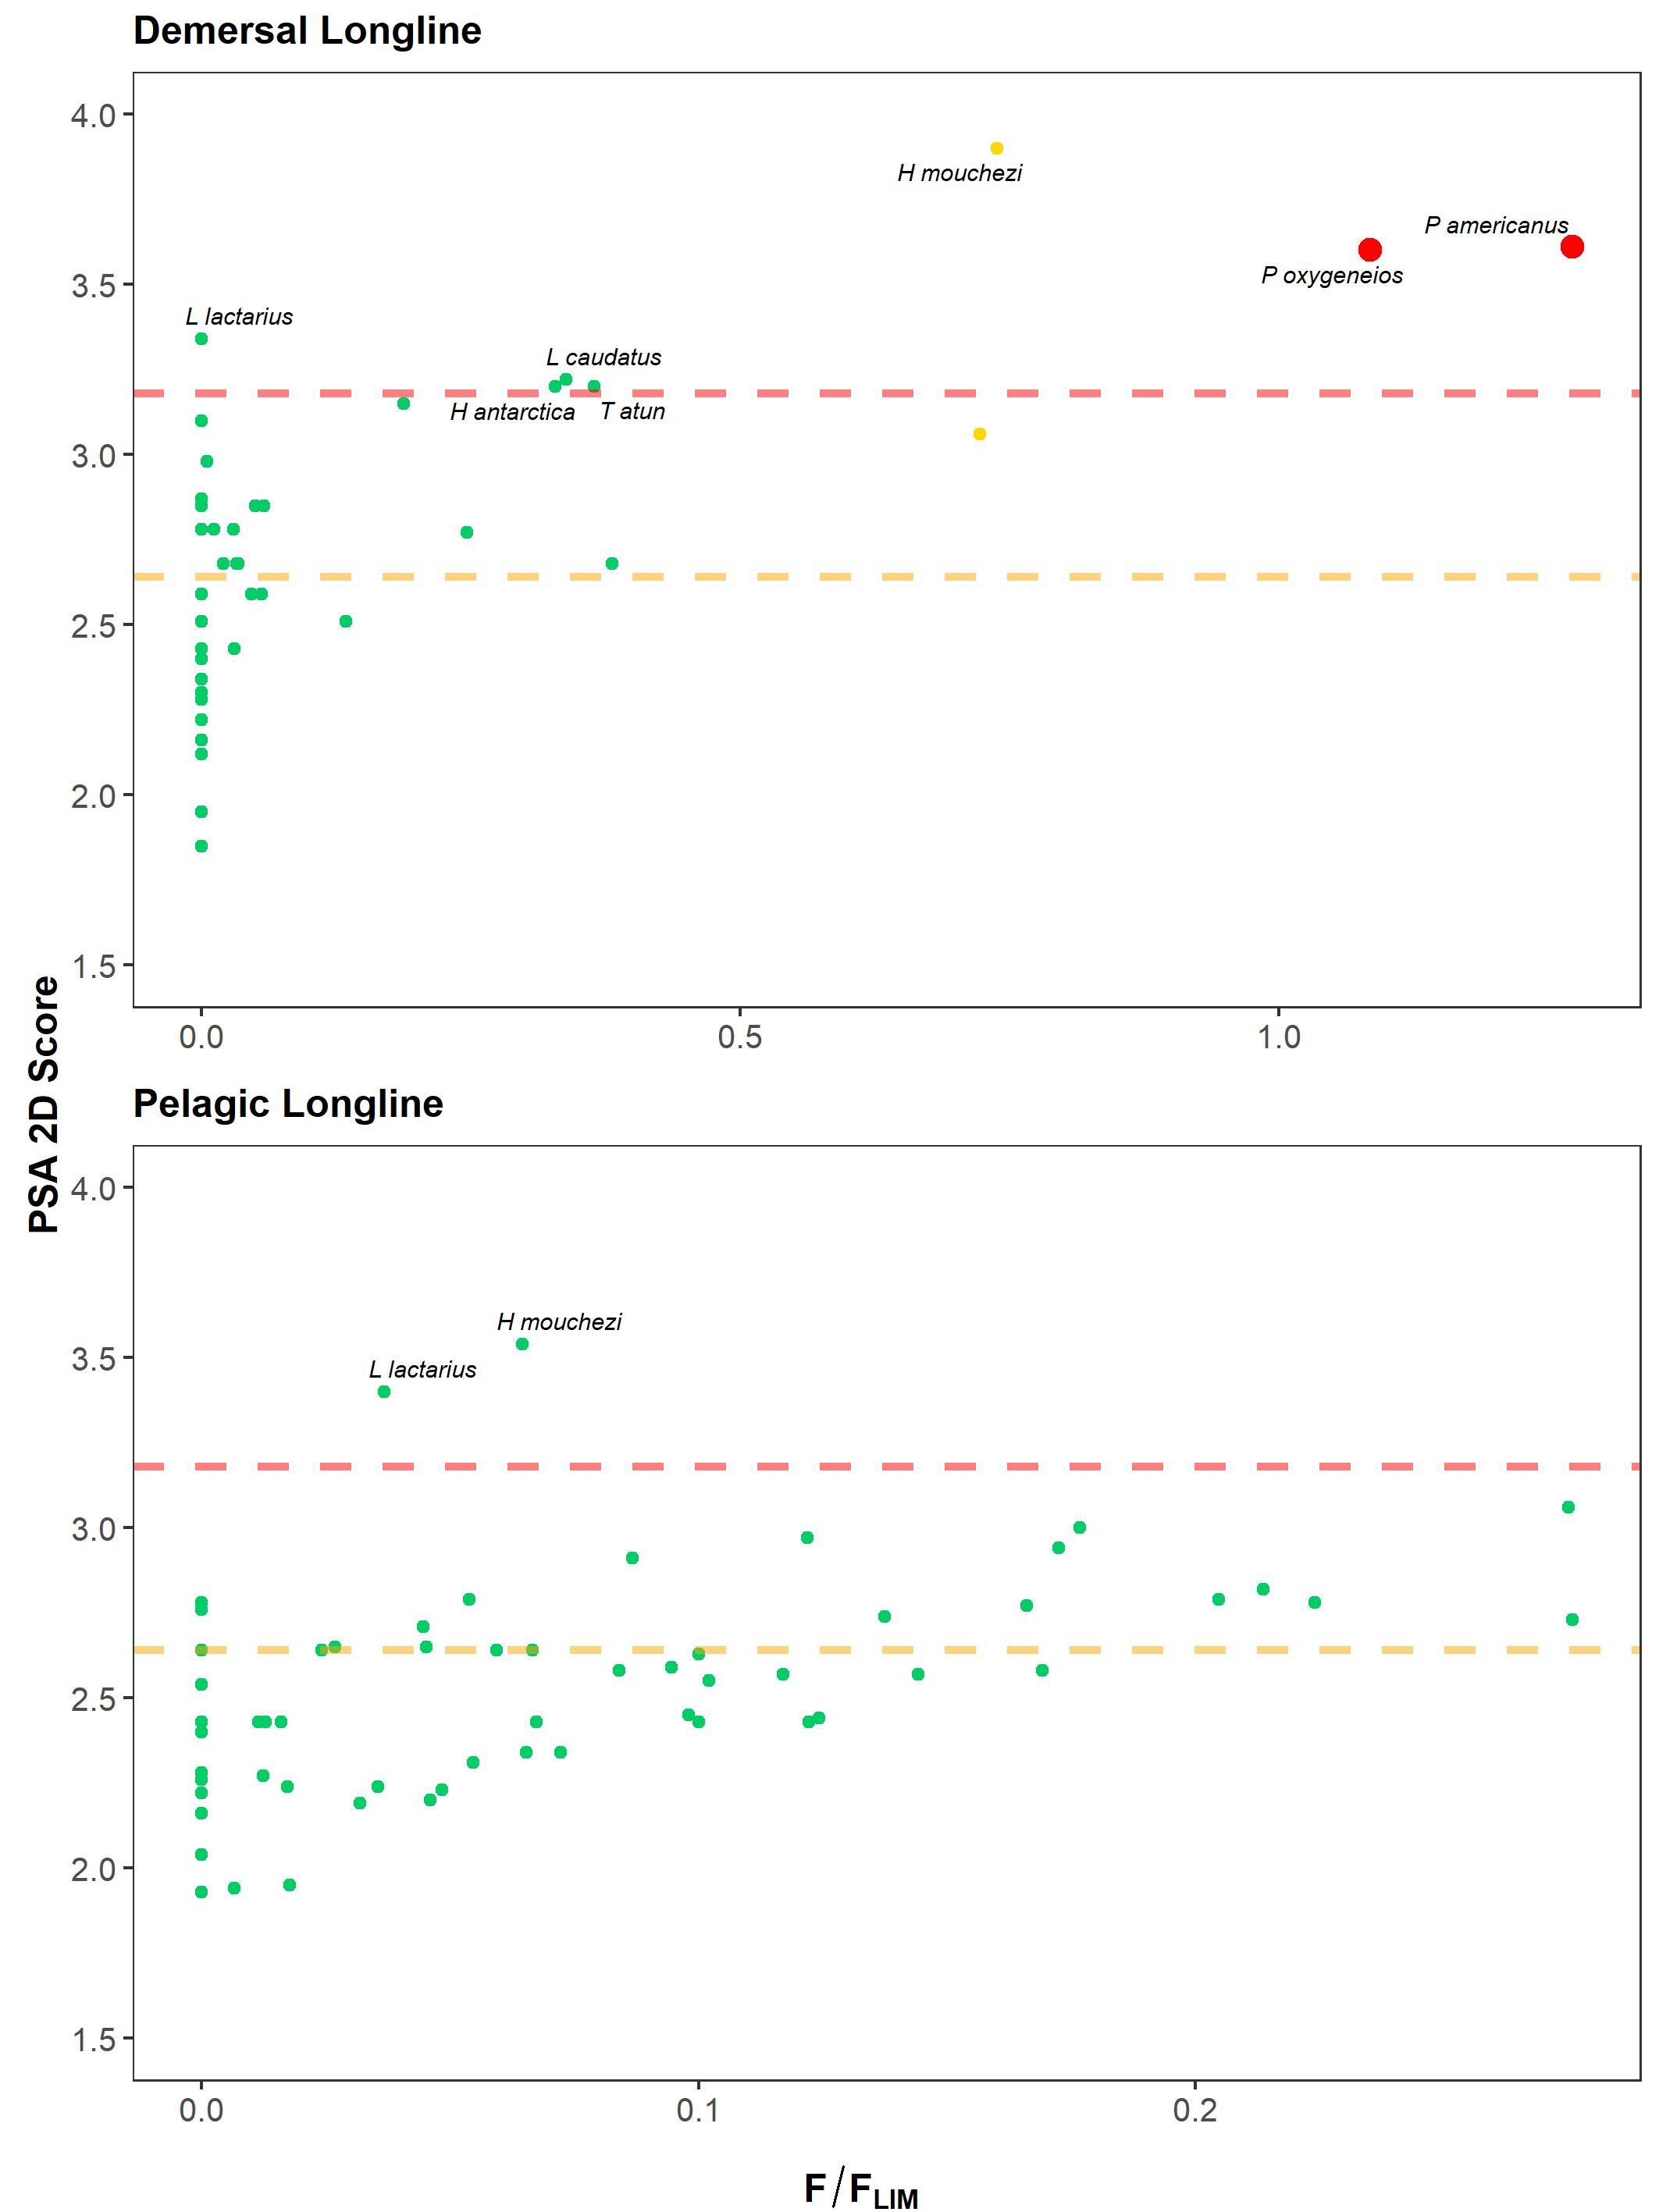 Demersal Longline
4.0
H mouchezi
P americanus
P oxygeneios
3.5
L lactarius
L caudatus
H antarctica
T atun
3.0
2.5
2.0
1.5
0.0
0.5
1.0
PSA 2D Score
Pelagic Longline
4.0
H mouchezi
3.5
L lactarius
3.0
2.5
2.0
1.5
0.0
0.1
0.2
F/FLIM